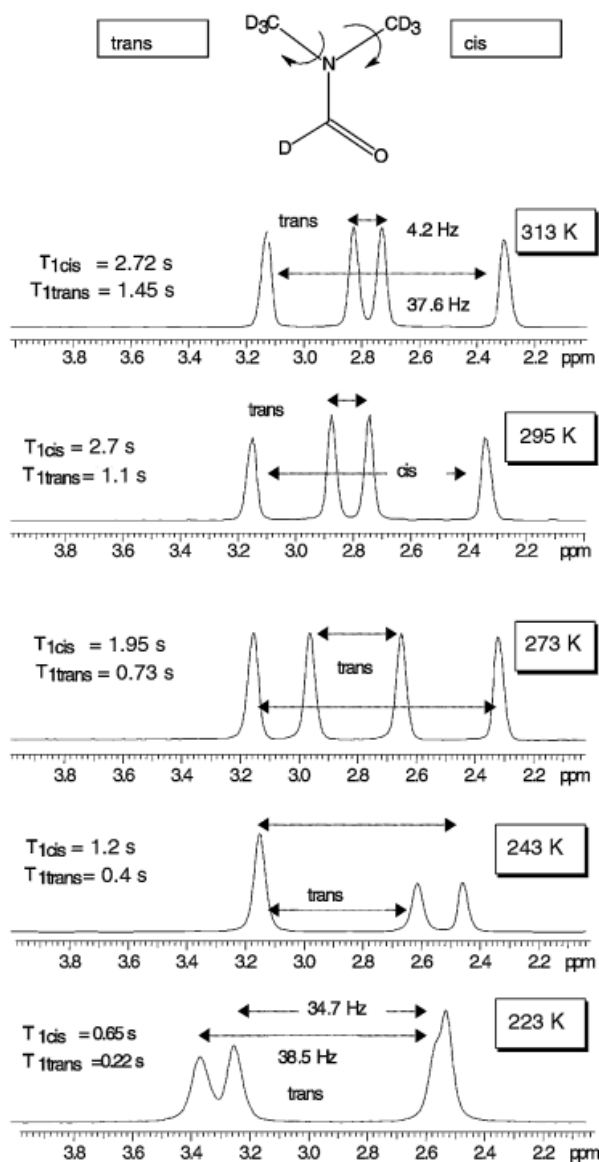 trans
D3C
CD3
cis
N
D
O
trans
4.2 Hz
313 K
T1cis = 2.72 s
T1trans = 1.45 s
37.6 Hz
3.8 3.6 3.4 3.2 3.0 2.8 2.6 2.4 2.2 ppm
trans
295 K
T1cis = 2.7 s
T1trans = 1.1 s
cis
3.8 3.6 3.4 3.2 3.0 2.8 2.6 2.4 2.2 ppm
273 K
T1cis = 1.95 s
T1trans = 0.73 s
trans
3.8 3.6 3.4 3.2 3.0 2.8 2.6 2.4 2.2 ppm
243 K
T1cis = 1.2 s
T1trans = 0.4 s
trans
3.8 3.6 3.4 3.2 3.0 2.8 2.6 2.4 2.2 ppm
34.7 Hz
223 K
T1cis = 0.65 s
T1trans =0.22 s
38.5 Hz
trans
3.8 3.6 3.4 3.2 3.0 2.8 2.6 2.4 2.2 ppm